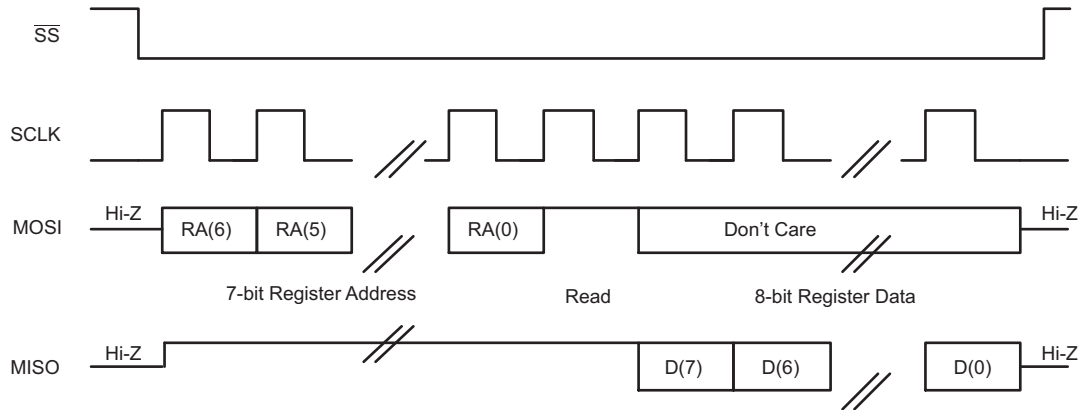 S̅S̅
SCLK
MOSI Hi-Z RA(6) RA(5) RA(0) Don't Care Hi-Z
7-bit Register Address Read 8-bit Register Data
MISO Hi-Z D(7) D(6) D(0) Hi-Z